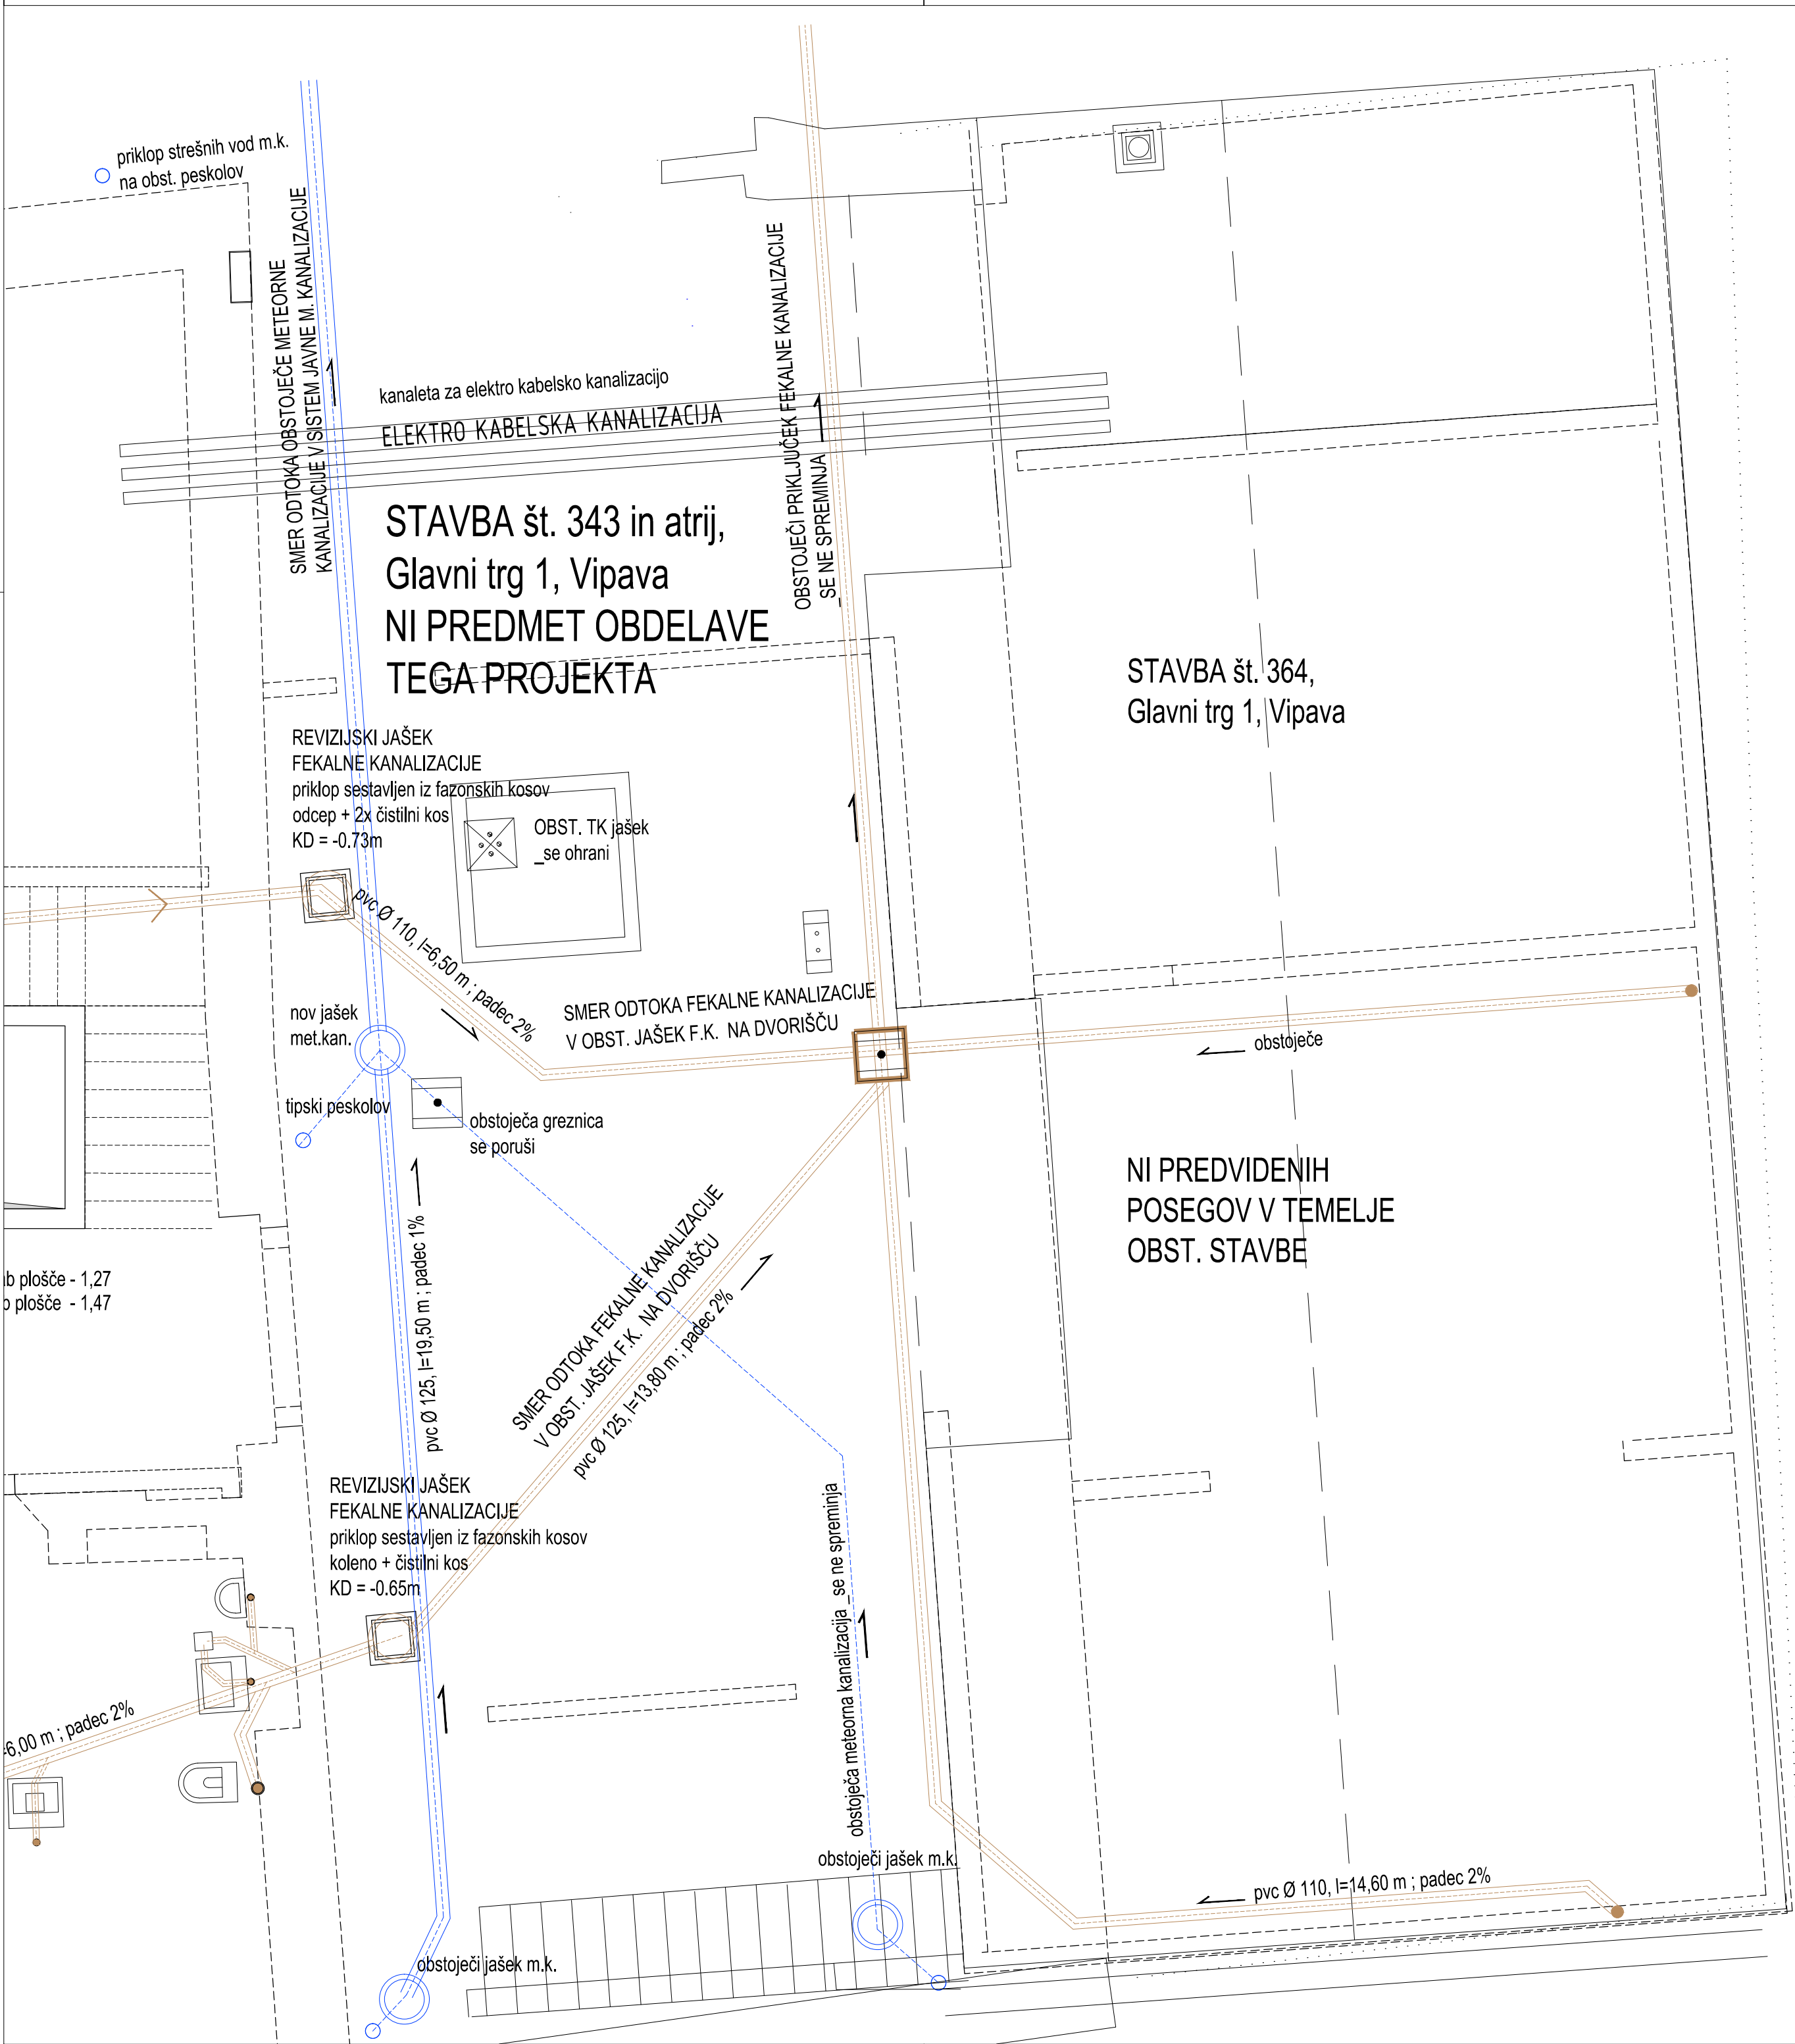 priklop strešnih vod m.k.
na obst. peskolov
SMER ODTOKA OBSTOJEČE METEORNE
KANALIZACIJE V SISTEM JAVNE M. KANALIZACIJE
kanaleta za elektro kabelsko kanalizacijo
ELEKTRO KABELSKA KANALIZACIJA
OBSTOJEČI PRIKLJUČEK FEKALNE KANALIZACIJE
_SE NE SPREMINJA
STAVBA št. 343 in atrij,
Glavni trg 1, Vipava
NI PREDMET OBDELAVE
TEGA PROJEKTA
STAVBA št. 364,
Glavni trg 1, Vipava
REVIZIJSKI JAŠEK
FEKALNE KANALIZACIJE
priklop sestavljen iz fazonskih kosov
odcep + 2x čistilni kos
KD = -0.73m
OBST. TK jašek
_se ohrani
pvc Ø 110, l=6,50 m ; padec 2%
SMER ODTOKA FEKALNE KANALIZACIJE
V OBST. JAŠEK F.K. NA DVORIŠČU
nov jašek
met.kan.
obstoječe
tipski peskolov
obstoječa greznica
se poruši
NI PREDVIDENIH
POSEGOV V TEMELJE
OBST. STAVBE
pvc Ø 125, l=19,50 m ; padec 1%
SMER ODTOKA FEKALNE KANALIZACIJE
V OBST. JAŠEK F.K. NA DVORIŠČU
pvc Ø 125, l=13,80 m ; padec 2%
b plošče - 1,27
plošče - 1,47
REVIZIJSKI JAŠEK
FEKALNE KANALIZACIJE
priklop sestavljen iz fazonskih kosov
koleno + čistilni kos
KD = -0.65m
obstoječa meteorna kanalizacija _se ne spreminja
=6,00 m ; padec 2%
obstoječi jašek m.k.
pvc Ø 110, l=14,60 m ; padec 2%
obstoječi jašek m.k.